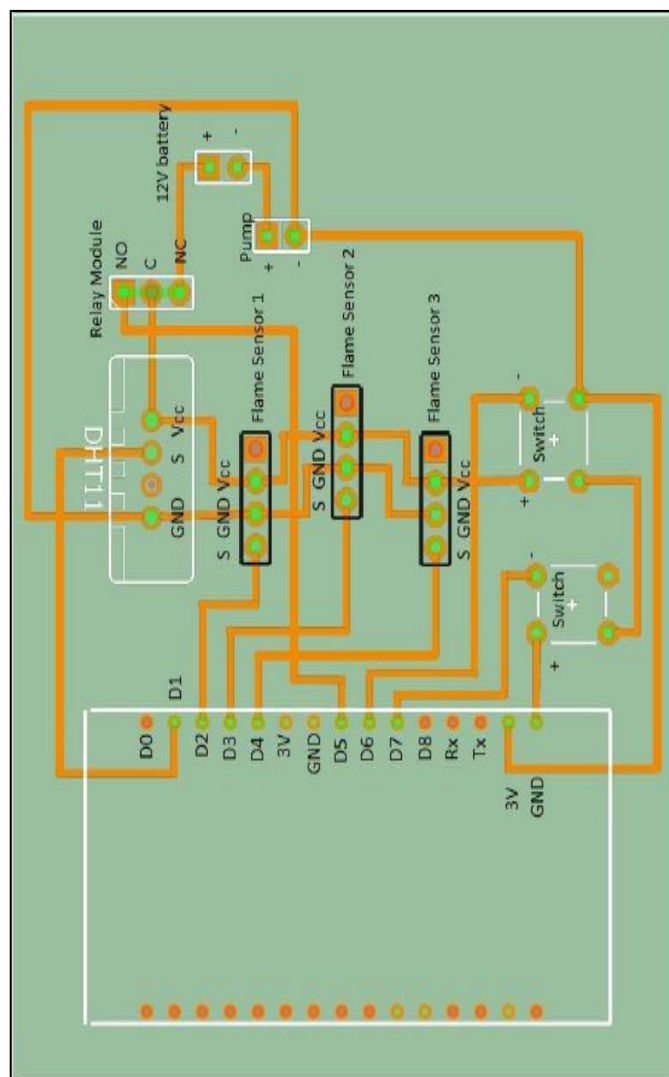 12V battery
+
-
Relay Module
NO
C
NC
Pump
+
-
DHT11
GND
S
Vcc
Flame Sensor 1
S GND Vcc
Flame Sensor 2
S GND Vcc
Flame Sensor 3
S GND Vcc
Switch
+
-
Switch
+
-
D0
D1
D2
D3
D4
3V
GND
D5
D6
D7
D8
Rx
Tx
3V
GND